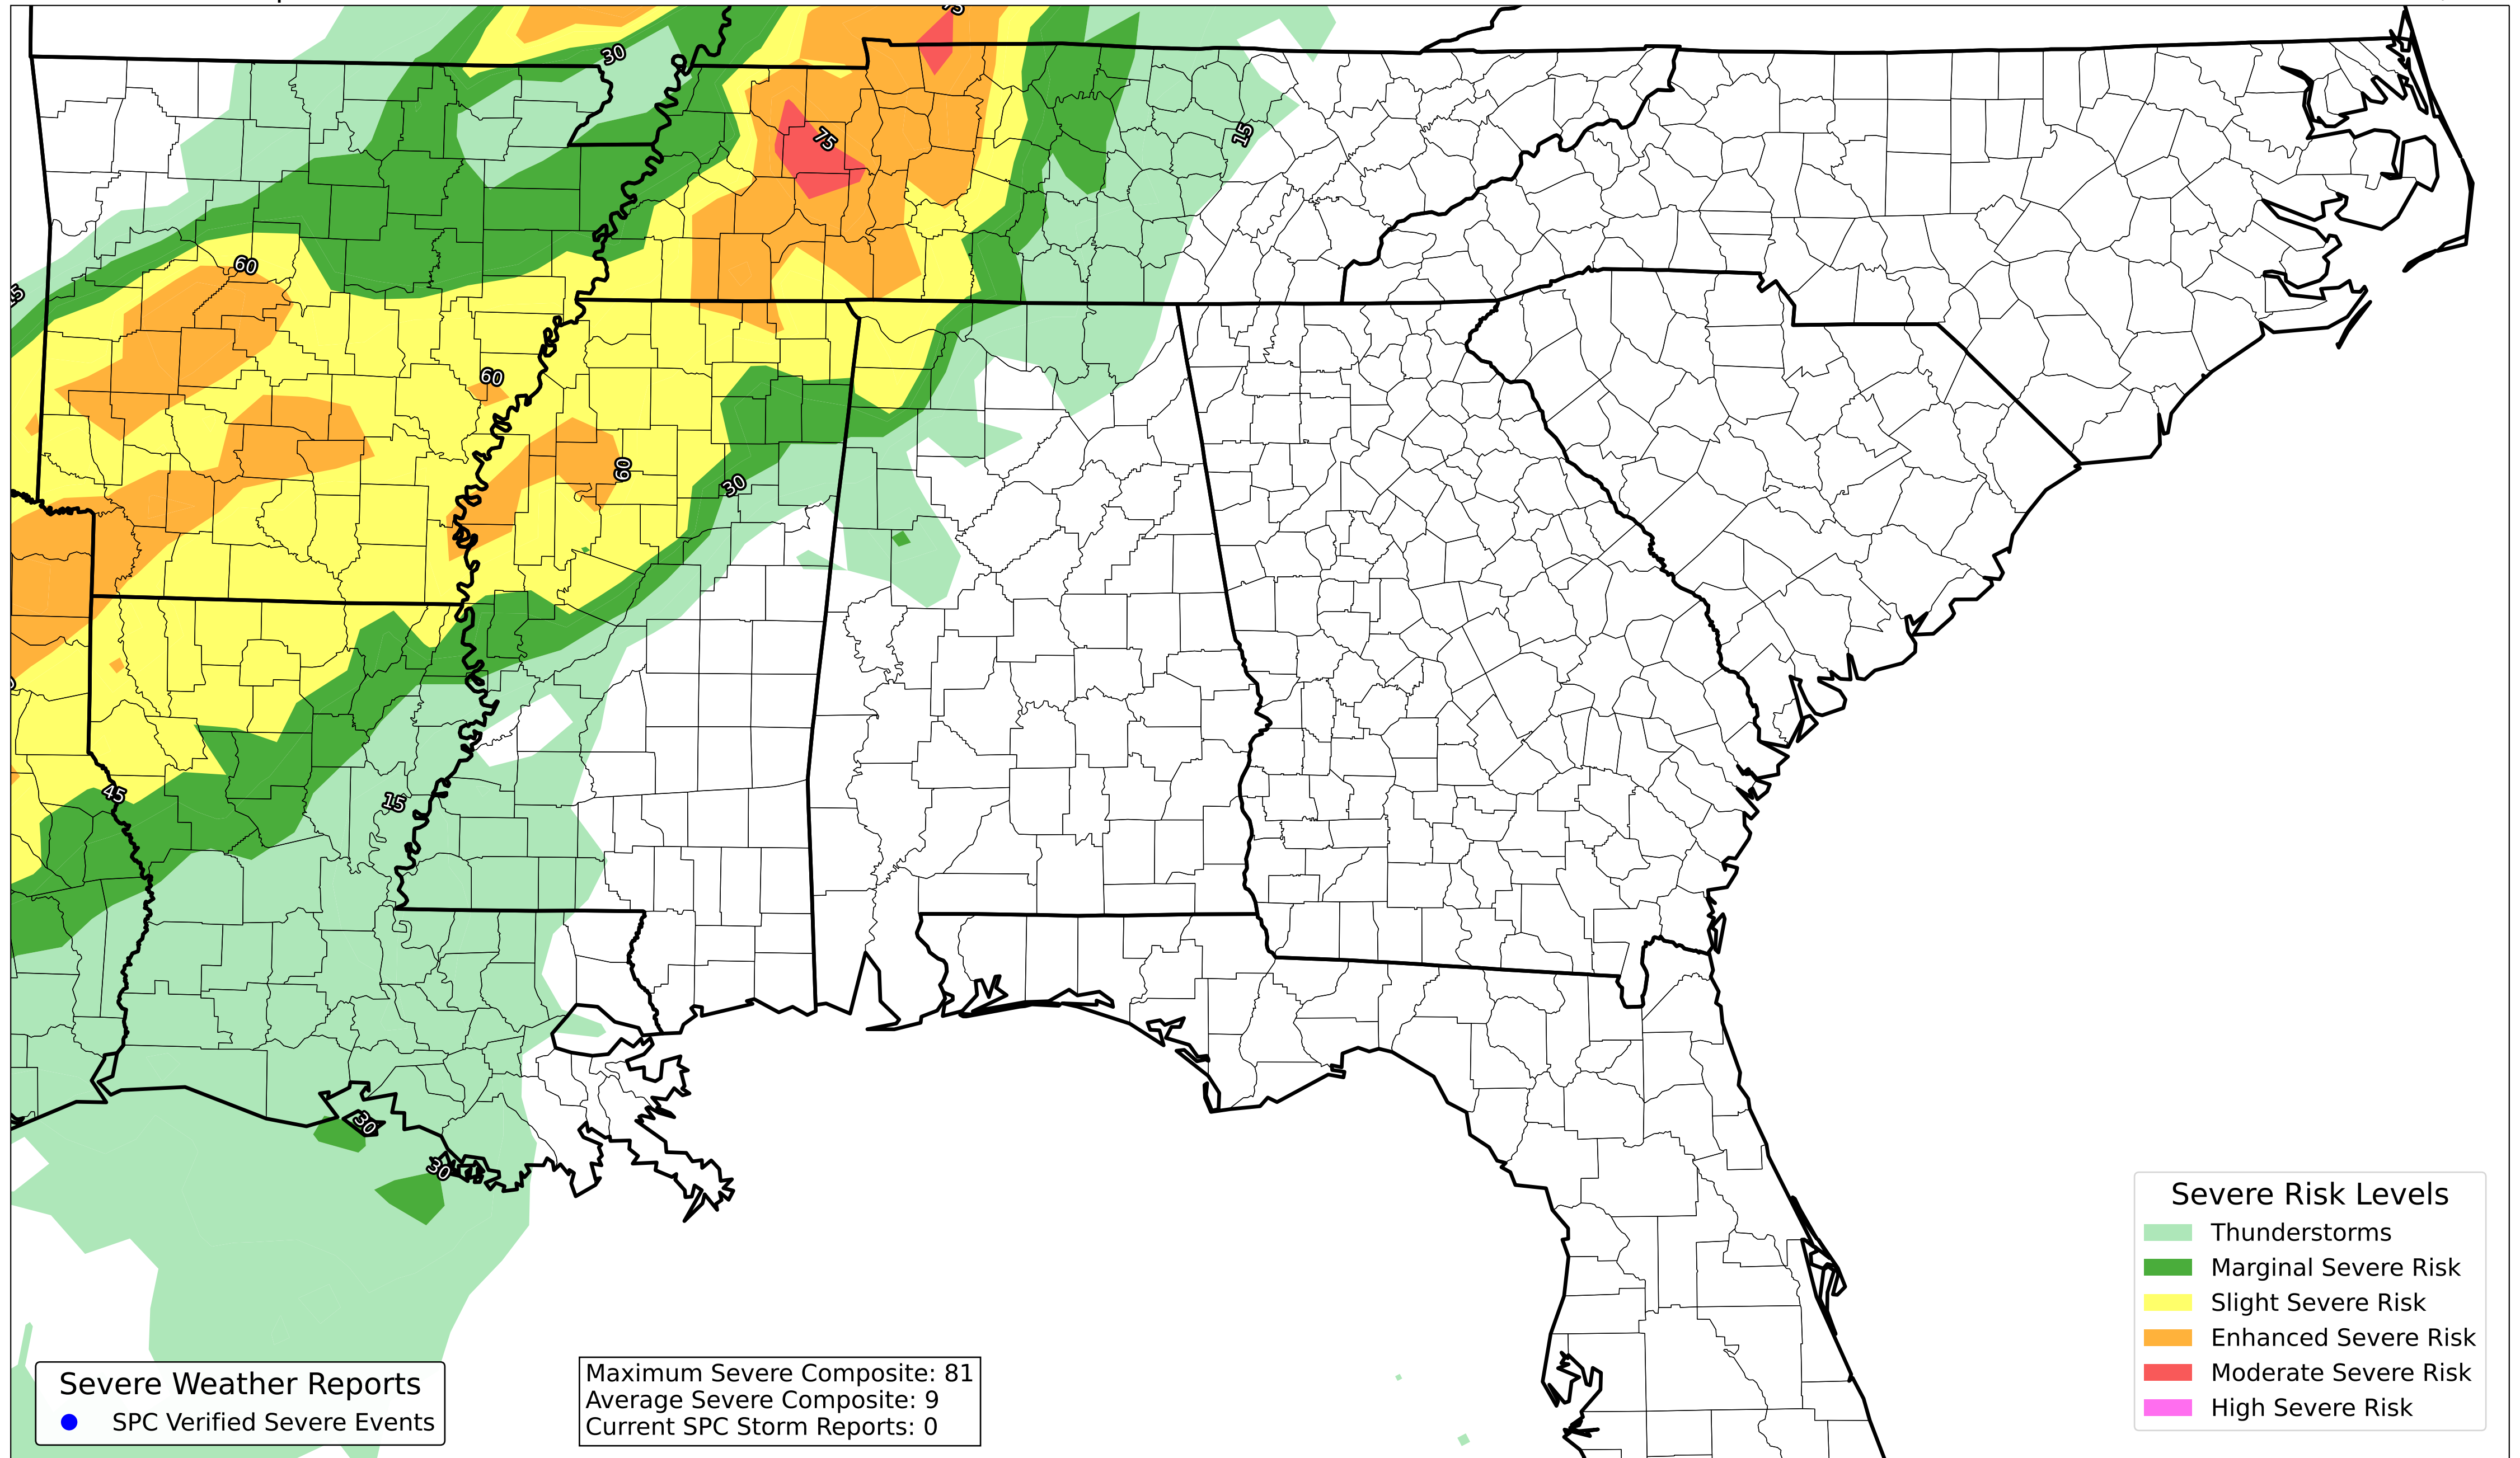 75
30
75
15
60
15
60
60
30
45
15
30
30
Severe Risk Levels
Thunderstorms
Marginal Severe Risk
Slight Severe Risk
Enhanced Severe Risk
Moderate Severe Risk
High Severe Risk
Maximum Severe Composite: 81
Average Severe Composite: 9
Current SPC Storm Reports: 0
Severe Weather Reports
SPC Verified Severe Events